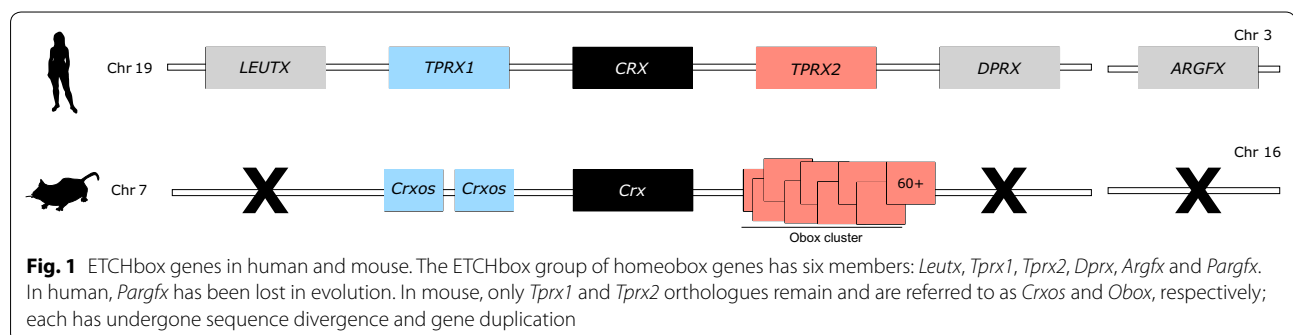 Chr 3
Chr 19 LEUTX TPRX1 CRX TPRX2 DPRX ARGFX
Chr 16
Chr 7 X Crxos Crxos Crx 60+ X X
Obox cluster
Fig. 1 ETCHbox genes in human and mouse. The ETCHbox group of homeobox genes has six members: Leutx, Tprx1, Tprx2, Dprx, Argfx and Pargfx.
In human, Pargfx has been lost in evolution. In mouse, only Tprx1 and Tprx2 orthologues remain and are referred to as Crxos and Obox, respectively;
each has undergone sequence divergence and gene duplication